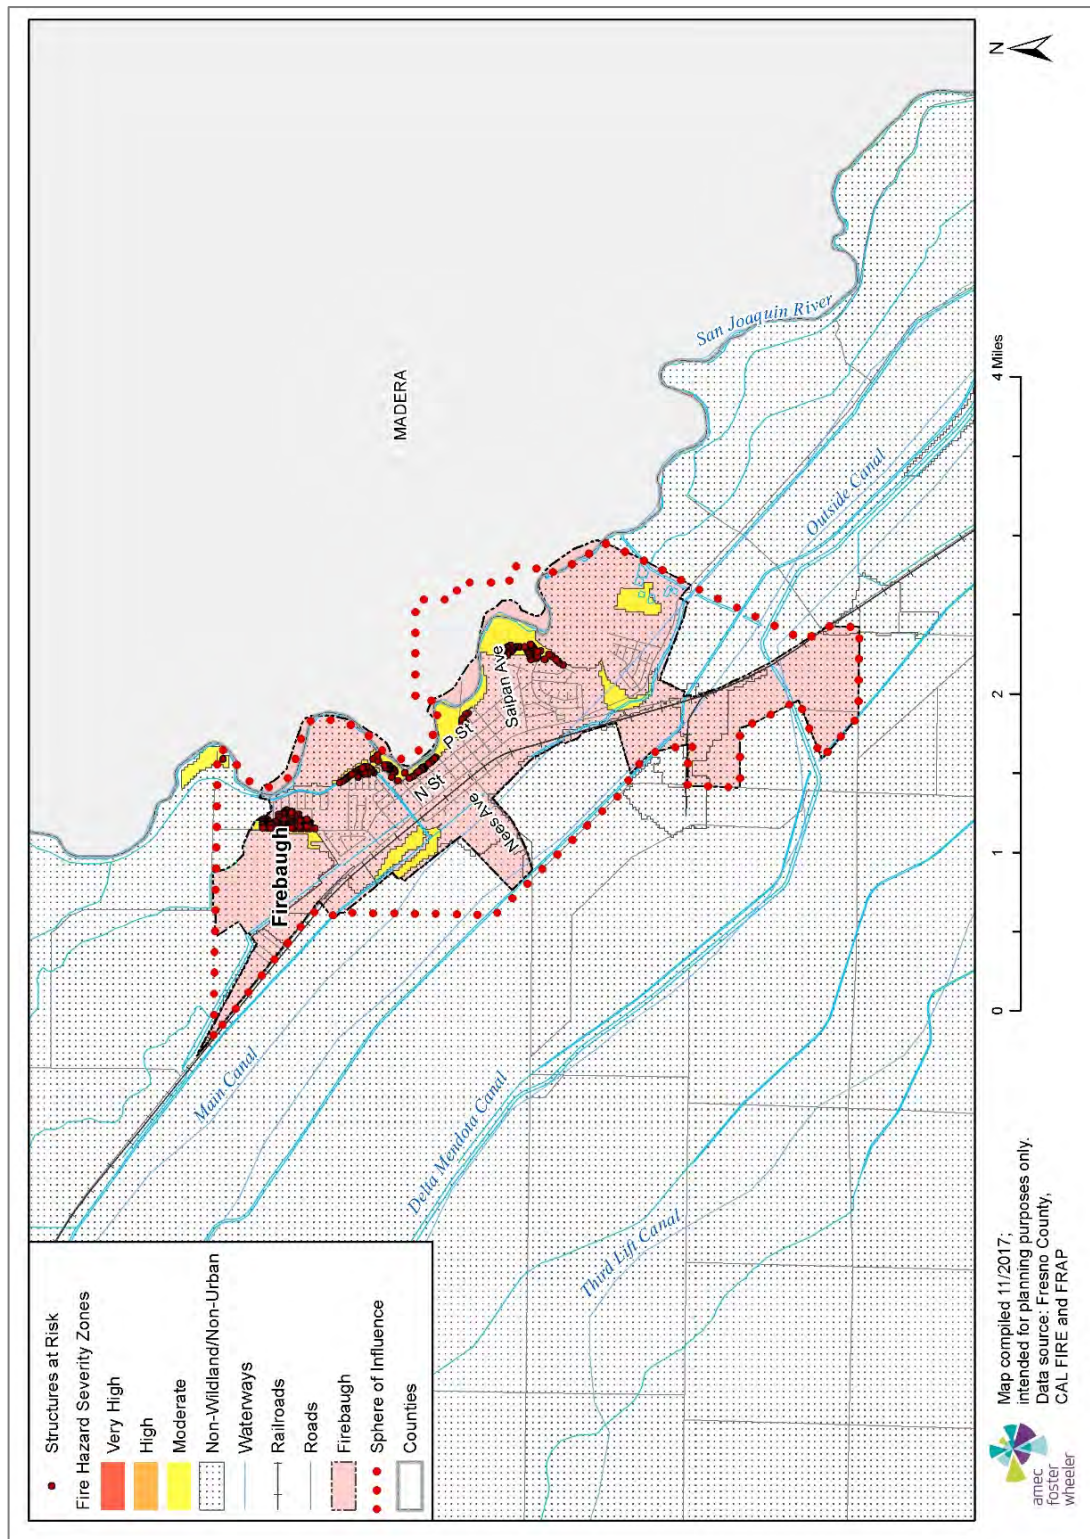 Structures at Risk
Fire Hazard Severity Zones
Very High
High
Moderate
Non-Wildland/Non-Urban
Waterways
Railroads
Roads
Firebaugh
Sphere of Influence
Counties
MADERA
San Joaquin River
Outside Canal
Main Canal
Delta Mendota Canal
Third Lift Canal
Firebaugh
N St
P St
Saipan Ave
Nees Ave
N
0
1
2
4 Miles
amec
foster
wheeler
Map compiled 11/2017;
intended for planning purposes only.
Data source: Fresno County,
CAL FIRE and FRAP